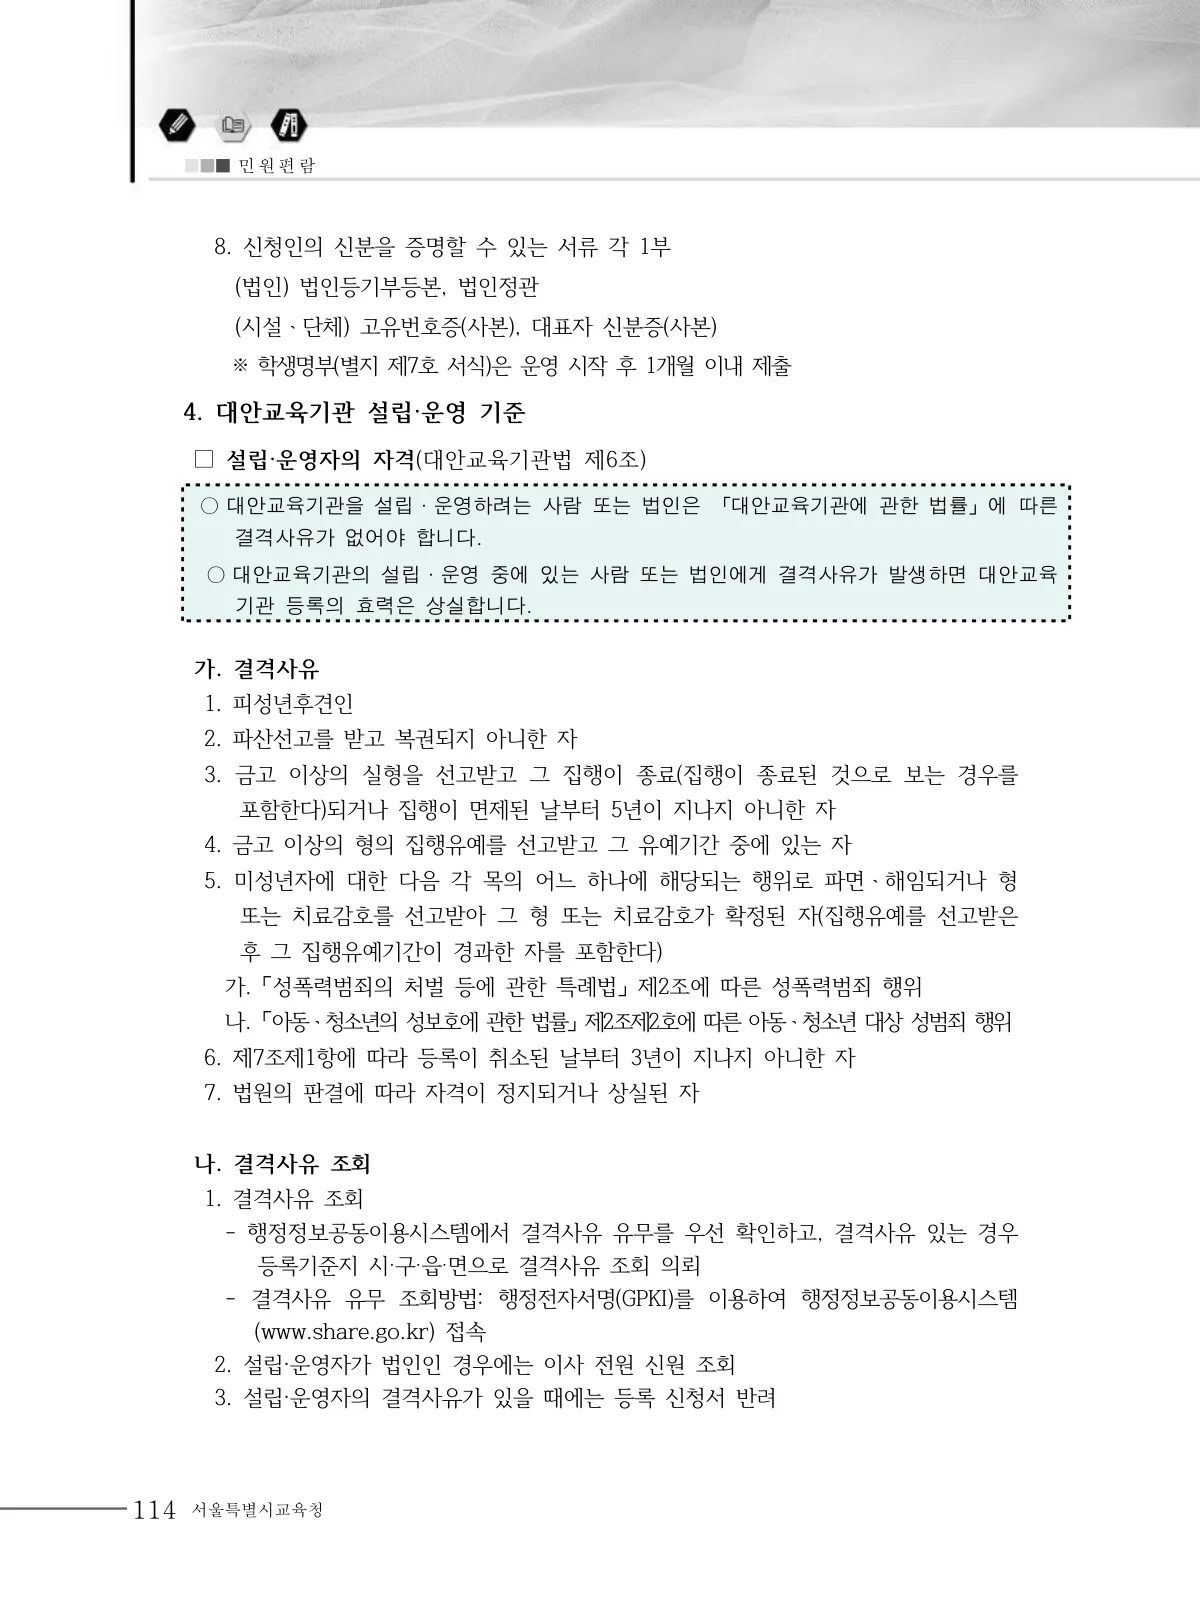 민원편람
8. 신청인의 신분을 증명할 수 있는 서류 각 1부
(법인) 법인등기부등본, 법인정관
(시설ㆍ단체) 고유번호증(사본), 대표자 신분증(사본)
※ 학생명부(별지 제7호 서식)은 운영 시작 후 1개월 이내 제출
4. 대안교육기관 설립·운영 기준
□ 설립·운영자의 자격(대안교육기관법 제6조)
○ 대안교육기관을 설립ㆍ운영하려는 사람 또는 법인은 「대안교육기관에 관한 법률」에 따른
결격사유가 없어야 합니다.
○ 대안교육기관의 설립ㆍ운영 중에 있는 사람 또는 법인에게 결격사유가 발생하면 대안교육
기관 등록의 효력은 상실합니다.
가. 결격사유
1. 피성년후견인
2. 파산선고를 받고 복권되지 아니한 자
3. 금고 이상의 실형을 선고받고 그 집행이 종료(집행이 종료된 것으로 보는 경우를
포함한다)되거나 집행이 면제된 날부터 5년이 지나지 아니한 자
4. 금고 이상의 형의 집행유예를 선고받고 그 유예기간 중에 있는 자
5. 미성년자에 대한 다음 각 목의 어느 하나에 해당되는 행위로 파면ㆍ해임되거나 형
또는 치료감호를 선고받아 그 형 또는 치료감호가 확정된 자(집행유예를 선고받은
후 그 집행유예기간이 경과한 자를 포함한다)
가.「성폭력범죄의 처벌 등에 관한 특례법」제2조에 따른 성폭력범죄 행위
나.「아동ㆍ청소년의 성보호에 관한 법률」제2조제2호에 따른 아동ㆍ청소년 대상 성범죄 행위
6. 제7조제1항에 따라 등록이 취소된 날부터 3년이 지나지 아니한 자
7. 법원의 판결에 따라 자격이 정지되거나 상실된 자
나. 결격사유 조회
1. 결격사유 조회
- 행정정보공동이용시스템에서 결격사유 유무를 우선 확인하고, 결격사유 있는 경우
등록기준지 시·구·읍·면으로 결격사유 조회 의뢰
- 결격사유 유무 조회방법: 행정전자서명(GPKI)를 이용하여 행정정보공동이용시스템
(www.share.go.kr) 접속
2. 설립·운영자가 법인인 경우에는 이사 전원 신원 조회
3. 설립·운영자의 결격사유가 있을 때에는 등록 신청서 반려
114 서울특별시교육청